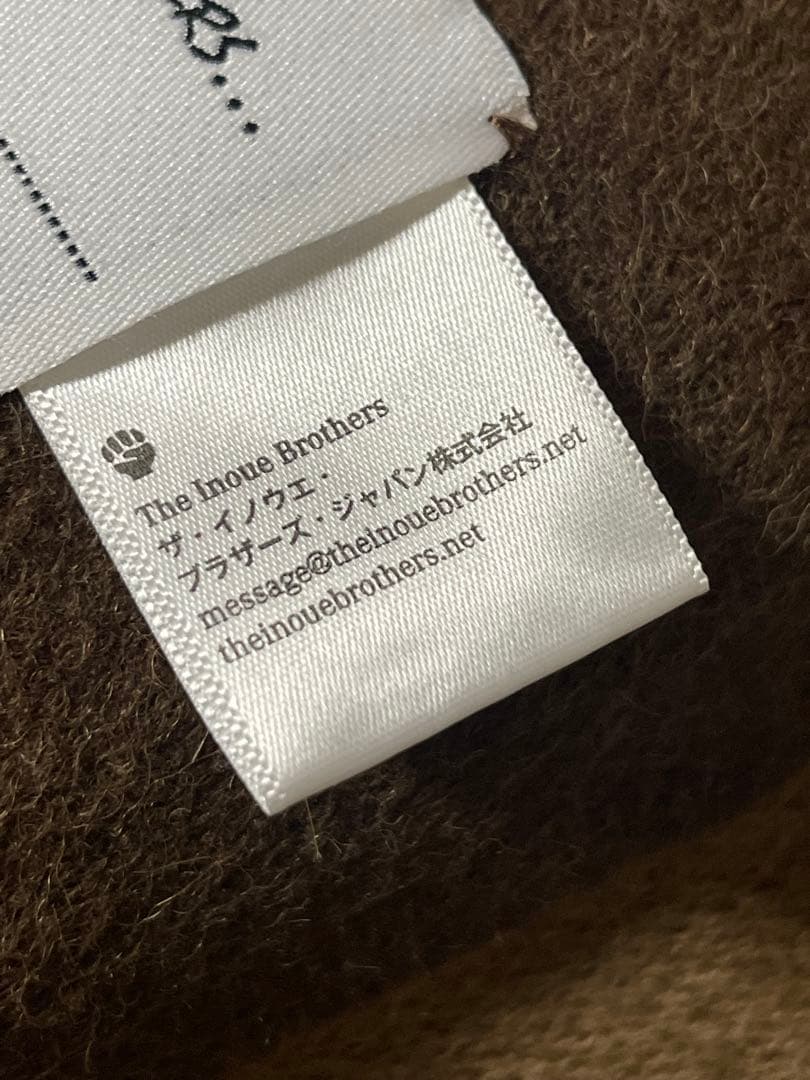 The Inoue Brothers
ザ・イノウエ・
ブラザーズ・ジャパン株式会社
message@theinouebrothers.net
theinouebrothers.net